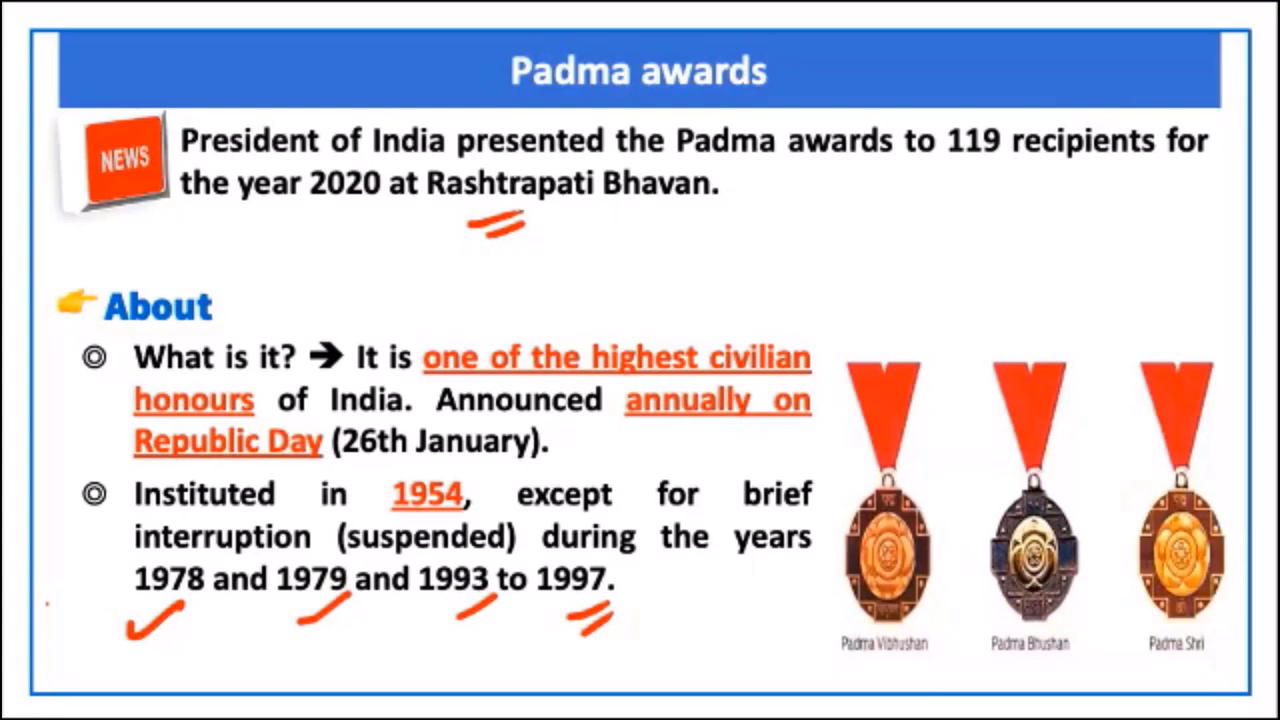 Padma awards
NEWS
President of India presented the Padma awards to 119 recipients for
the year 2020 at Rashtrapati Bhavan.
About
What is it? ➔ It is one of the highest civilian
honours of India. Announced annually on
Republic Day (26th January).
Instituted in 1954, except for brief
interruption (suspended) during the years
1978 and 1979 and 1993 to 1997.
Padma Vibhushan
Padma Bhushan
Padma Shri